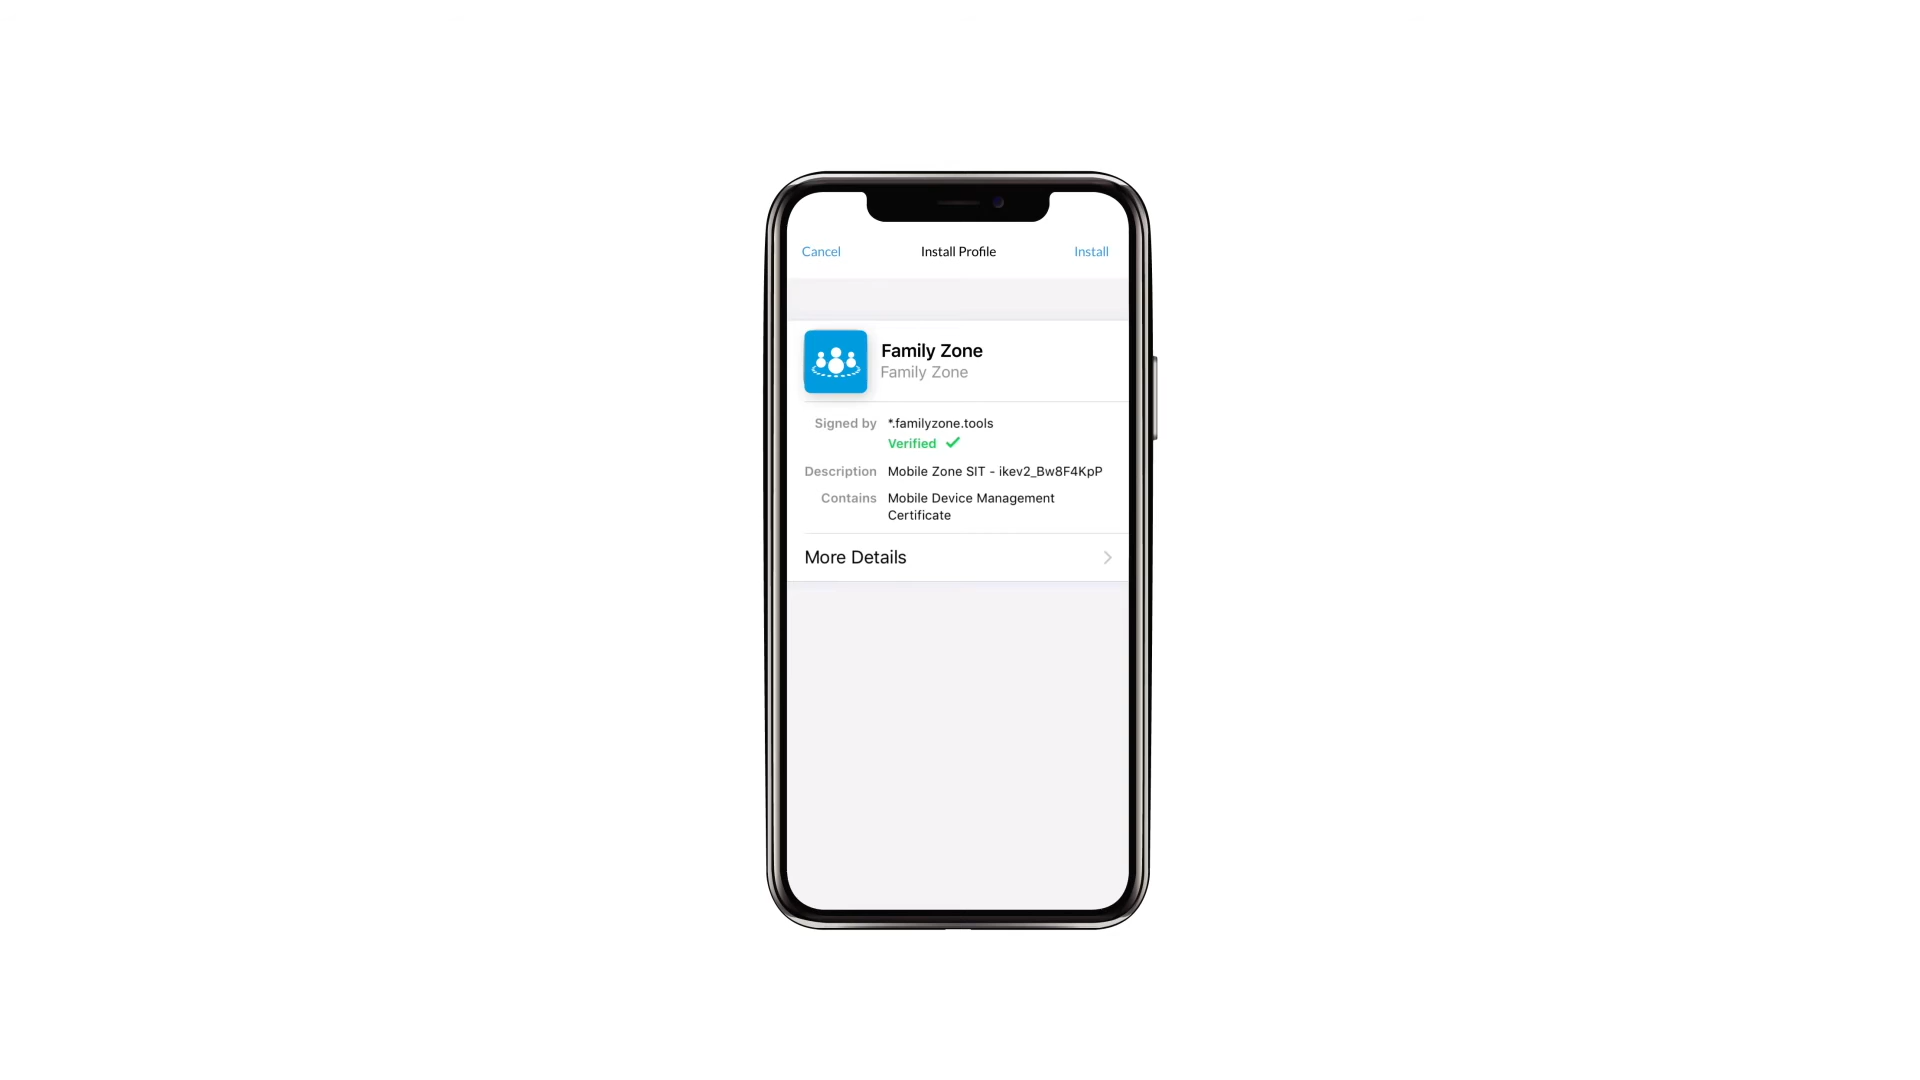 Cancel
Install Profile
Install
Family Zone
Family Zone
Signed by
*.familyzone.tools
Verified
Description
Mobile Zone SIT - ikev2_Bw8F4KpP
Contains
Mobile Device Management
Certificate
More Details